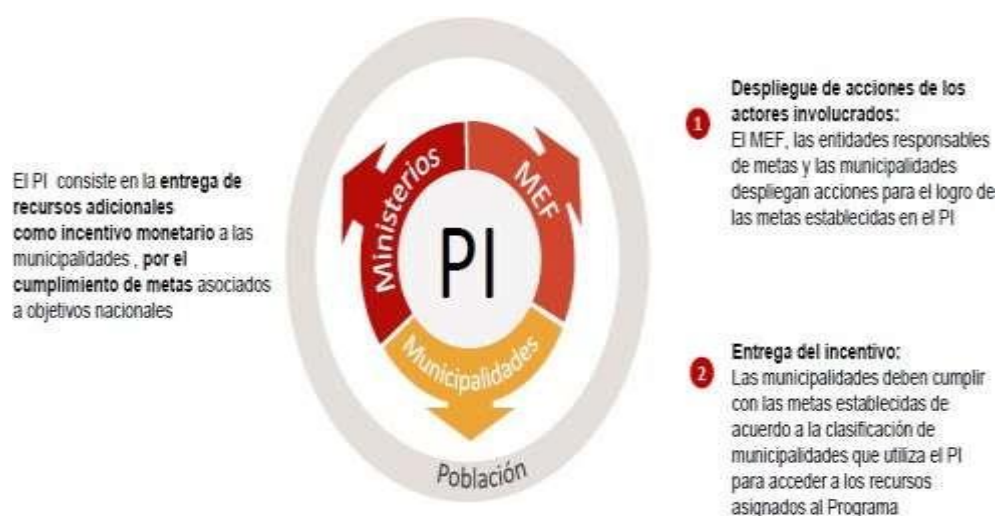 El PI consiste en la entrega de
recursos adicionales
como incentivo monetario a las
municipalidades , por el
cumplimiento de metas asociados
a objetivos nacionales
Ministerios
MEF
PI
Municipalidades
Población
1
Despliegue de acciones de los
actores involucrados:
El MEF, las entidades responsables
de metas y las municipalidades
despliegan acciones para el logro de
las metas establecidas en el PI
2
Entrega del incentivo:
Las municipalidades deben cumplir
con las metas establecidas de
acuerdo a la clasificación de
municipalidades que utiliza el PI
para acceder a los recursos
asignados al Programa